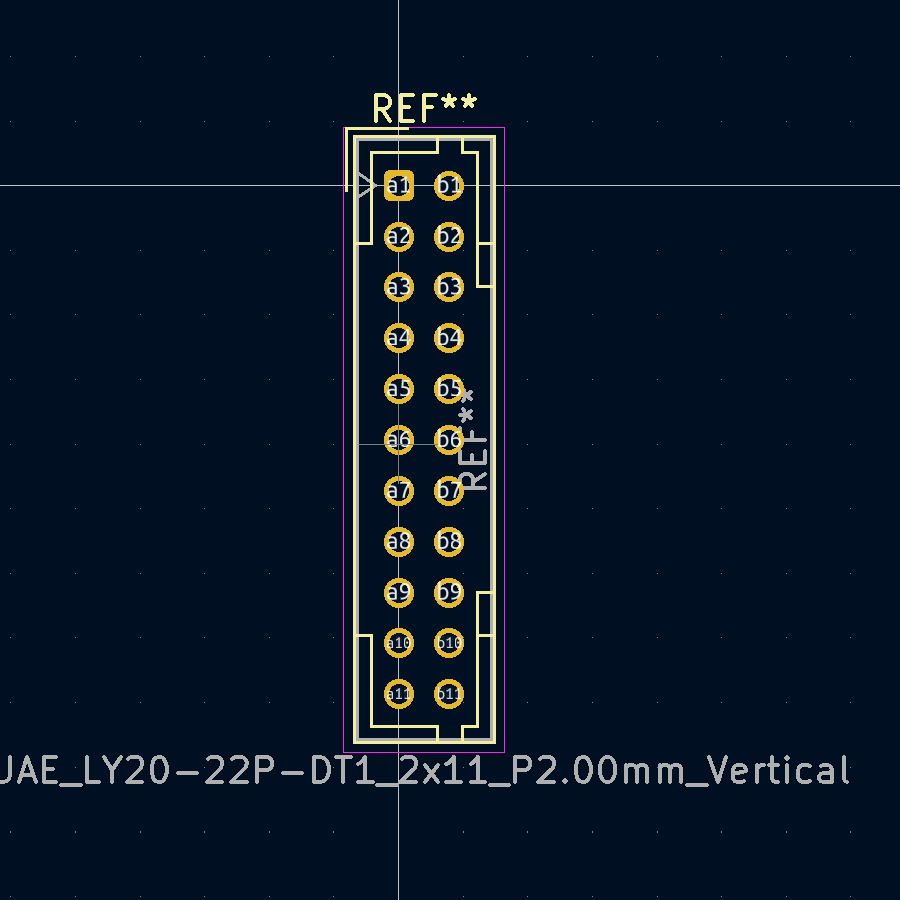 REF**
a1 b1
a2 b2
a3 b3
a4 b4
a5 b5
a6 b6
a7 b7
a8 b8
a9 b9
a10 b10
a11 b11
REF**
JAE_LY20-22P-DT1_2x11_P2.00mm_Vertical